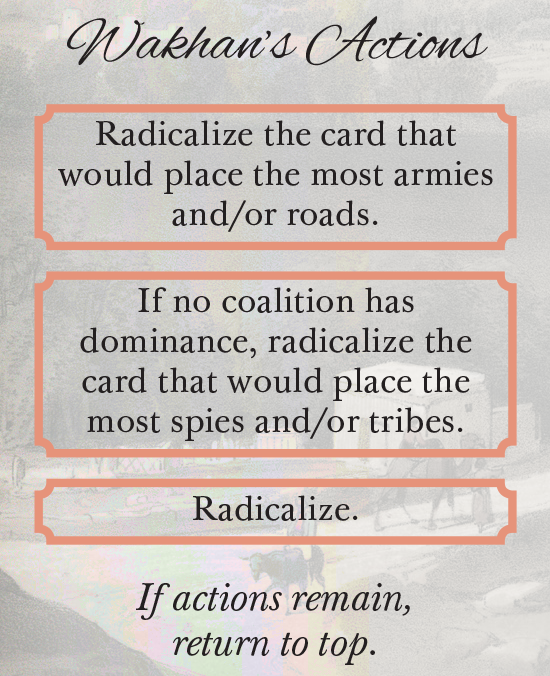 Wakhan's Actions
Radicalize the card that
would place the most armies
and/or roads.
If no coalition has
dominance, radicalize the
card that would place the
most spies and/or tribes.
Radicalize.
If actions remain,
return to top.